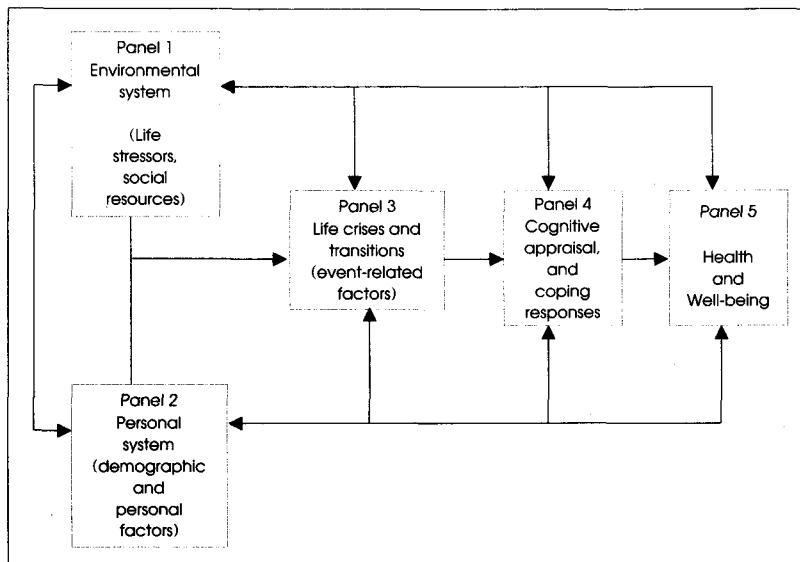 Panel 1
Environmental
system
(Life
stressors,
social
resources)
Panel 3
Life crises and
transitions
(event-related
factors)
Panel 4
Cognitive
appraisal,
and
coping
responses
Panel 5
Health
and
Well-being
Panel 2
Personal
system
(demographic
and
personal
factors)